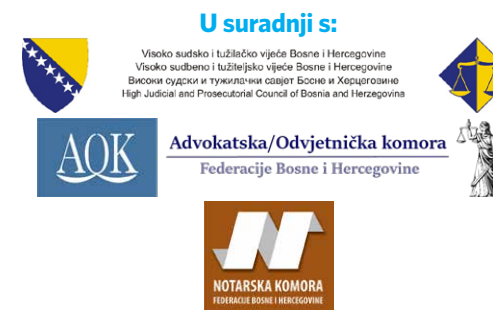 U suradnji s:
Visoko sudsko i tužilačko vijeće Bosne i Hercegovine
Visoko sudbeno i tužiteljsko vijeće Bosne i Hercegovine
Високи судски и тужилачки савјет Босне и Херцеговине
High Judicial and Prosecutorial Council of Bosnia and Herzegovina
AOK
Advokatska/Odvjetnička komora
Federacije Bosne i Hercegovine
NOTARSKA KOMORA
FEDERACIJE BOSNE I HERCEGOVINE